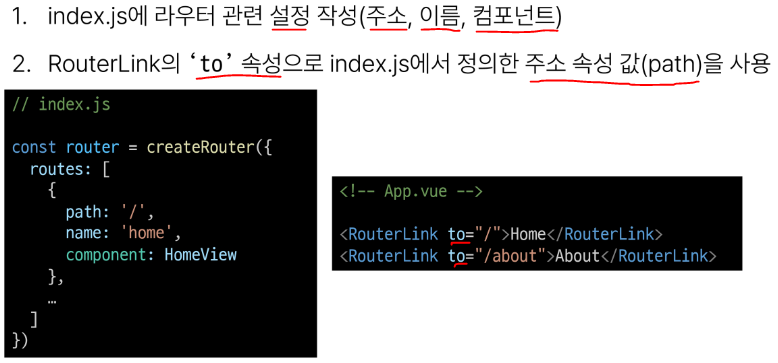 1. index.js에 라우터 관련 설정 작성(주소, 이름, 컴포넌트)
2. RouterLink의 ‘to’ 속성으로 index.js에서 정의한 주소 속성 값(path)을 사용
// index.js
const router = createRouter({
  routes: [
    {
      path: '/',
      name: 'home',
      component: HomeView
    },
    …
  ]
})
<!-- App.vue -->
<RouterLink to="/">Home</RouterLink>
<RouterLink to="/about">About</RouterLink>